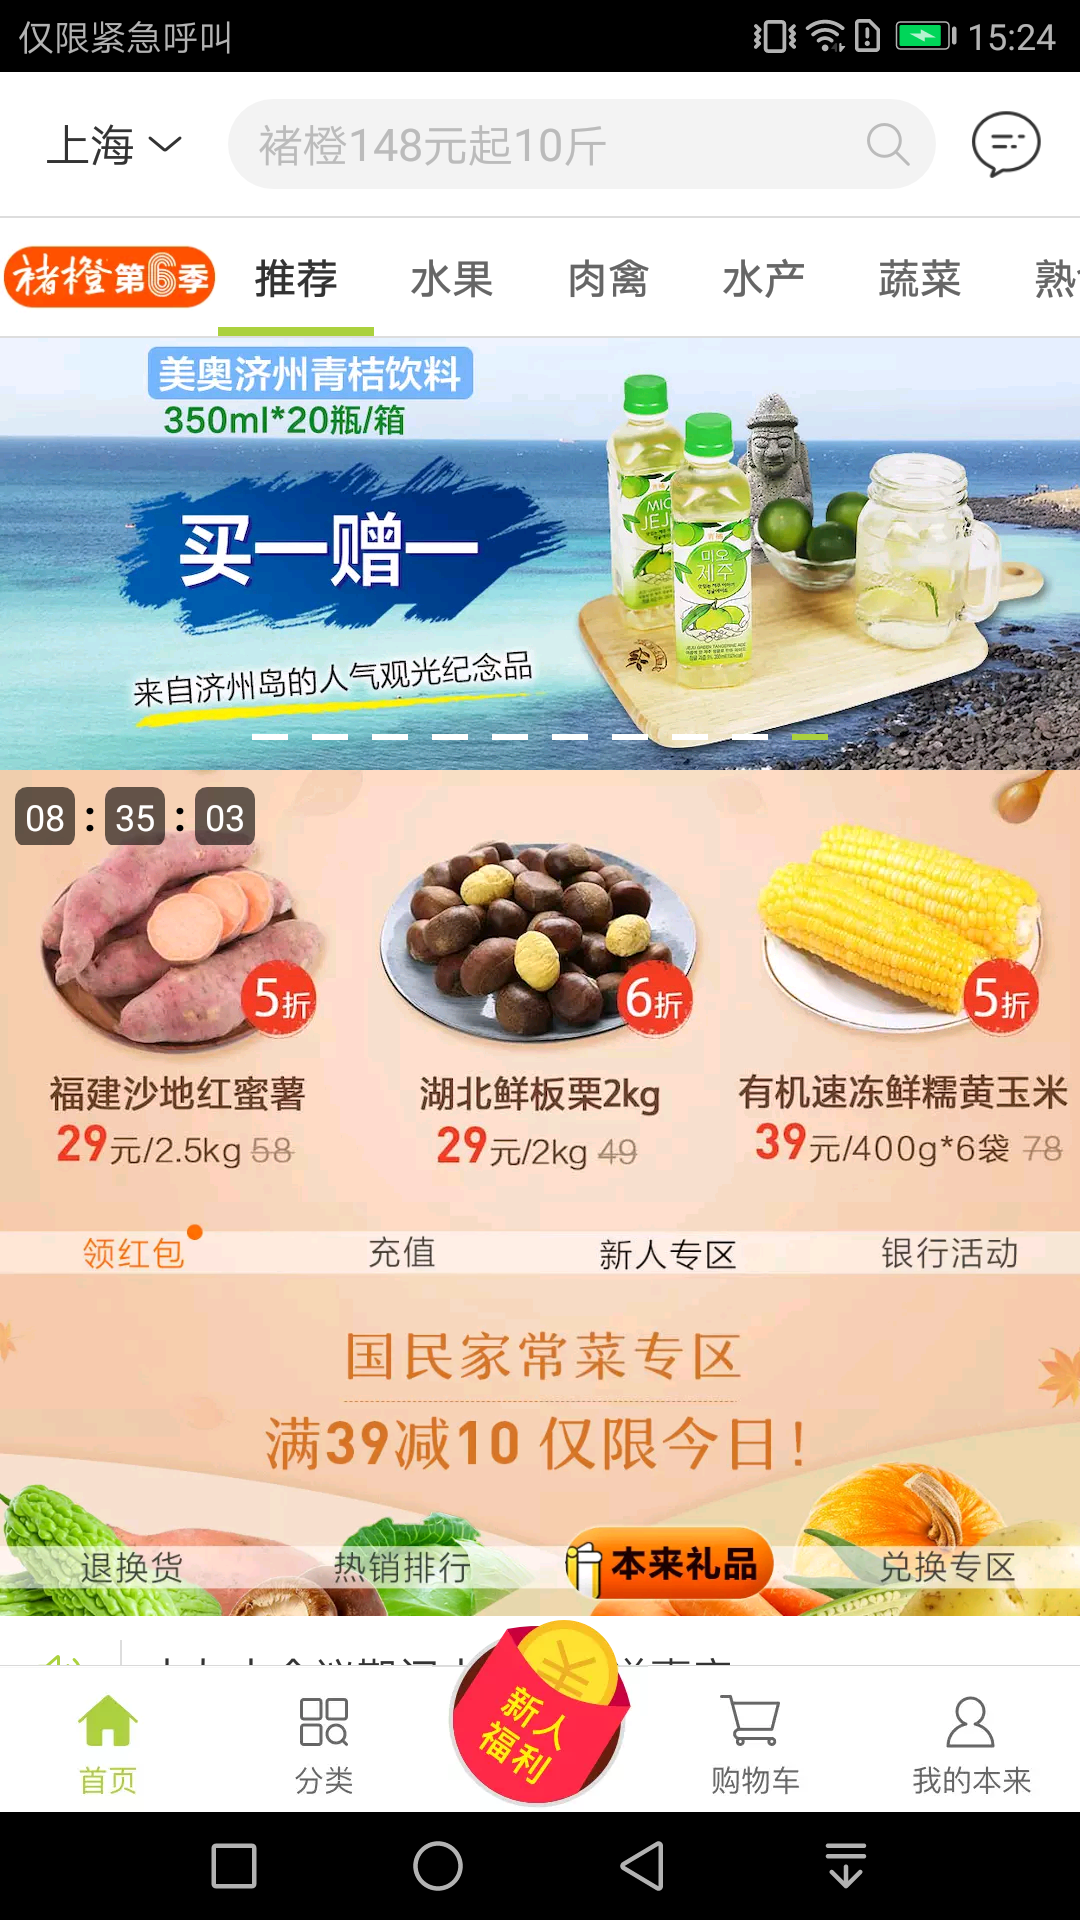 仅限紧急呼叫
15:24
上海
褚橙148元起10斤
褚橙第6季
推荐
水果
肉禽
水产
蔬菜
美奥济州青桔饮料
350ml*20瓶/箱
买一赠一
来自济州岛的人气观光纪念品
미오
제주
08 : 35 : 03
5折
6折
5折
福建沙地红蜜薯
湖北鲜板栗2kg
有机速冻鲜糯黄玉米
29元/2.5kg 58
29元/2kg 49
39元/400g*6袋 78
领红包
充值
新人专区
银行活动
国民家常菜专区
满39减10 仅限今日!
退换货
热销排行
本来礼品
兑换专区
新人
福利
首页
分类
购物车
我的本来